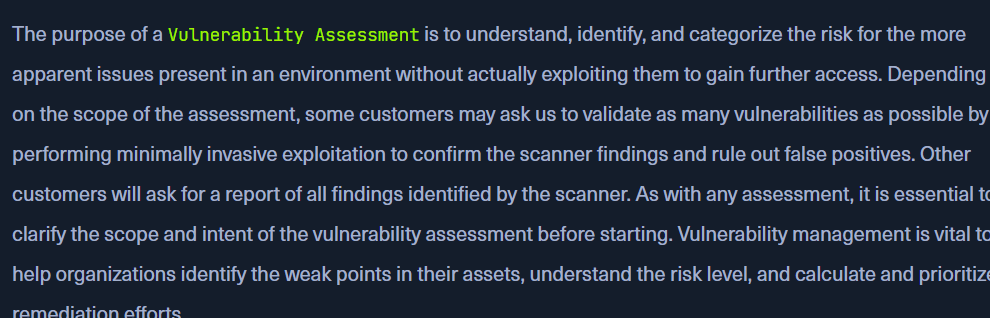 The purpose of a Vulnerability Assessment is to understand, identify, and categorize the risk for the more
apparent issues present in an environment without actually exploiting them to gain further access. Depending
on the scope of the assessment, some customers may ask us to validate as many vulnerabilities as possible by
performing minimally invasive exploitation to confirm the scanner findings and rule out false positives. Other
customers will ask for a report of all findings identified by the scanner. As with any assessment, it is essential to
clarify the scope and intent of the vulnerability assessment before starting. Vulnerability management is vital to
help organizations identify the weak points in their assets, understand the risk level, and calculate and prioritize
remediation efforts